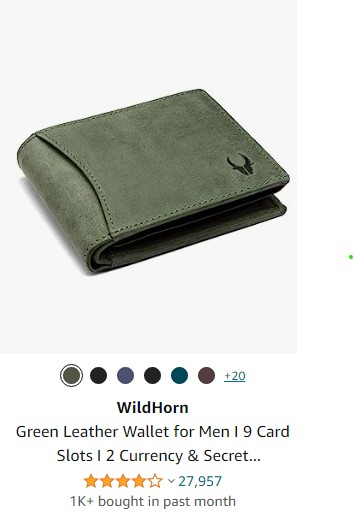 +20
WildHorn
Green Leather Wallet for Men I 9 Card
Slots I 2 Currency & Secret...
27,957
1K+ bought in past month